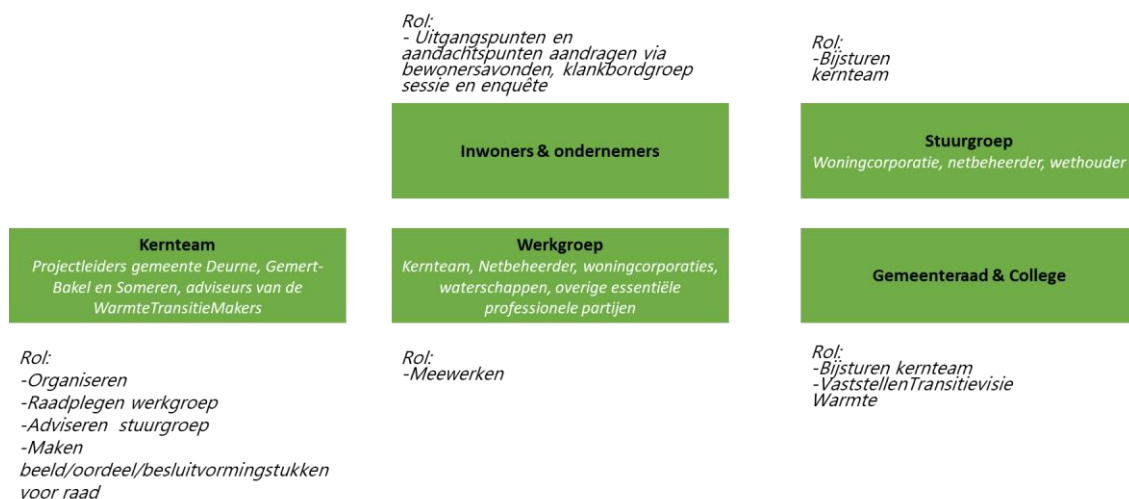 Rol:
- Uitgangspunten en
aandachtspunten aandragen via
bewonersavonden, klankbordgroep
sessie en enquête
Inwoners & ondernemers
Rol:
-Bijsturen
kernteam
Stuurgroep
Woningcorporatie, netbeheerder, wethouder
Kernteam
Projectleiders gemeente Deurne, Gemert-
Bakel en Someren, adviseurs van de
WarmteTransitieMakers
Rol:
-Organiseren
-Raadplegen werkgroep
-Adviseren stuurgroep
-Maken
beeld/oordeel/besluitvormingstukken
voor raad
Werkgroep
Kernteam, Netbeheerder, woningcorporaties,
waterschappen, overige essentiële
professionele partijen
Rol:
-Meewerken
Gemeenteraad & College
Rol:
-Bijsturen kernteam
-VaststellenTransitievisie
Warmte